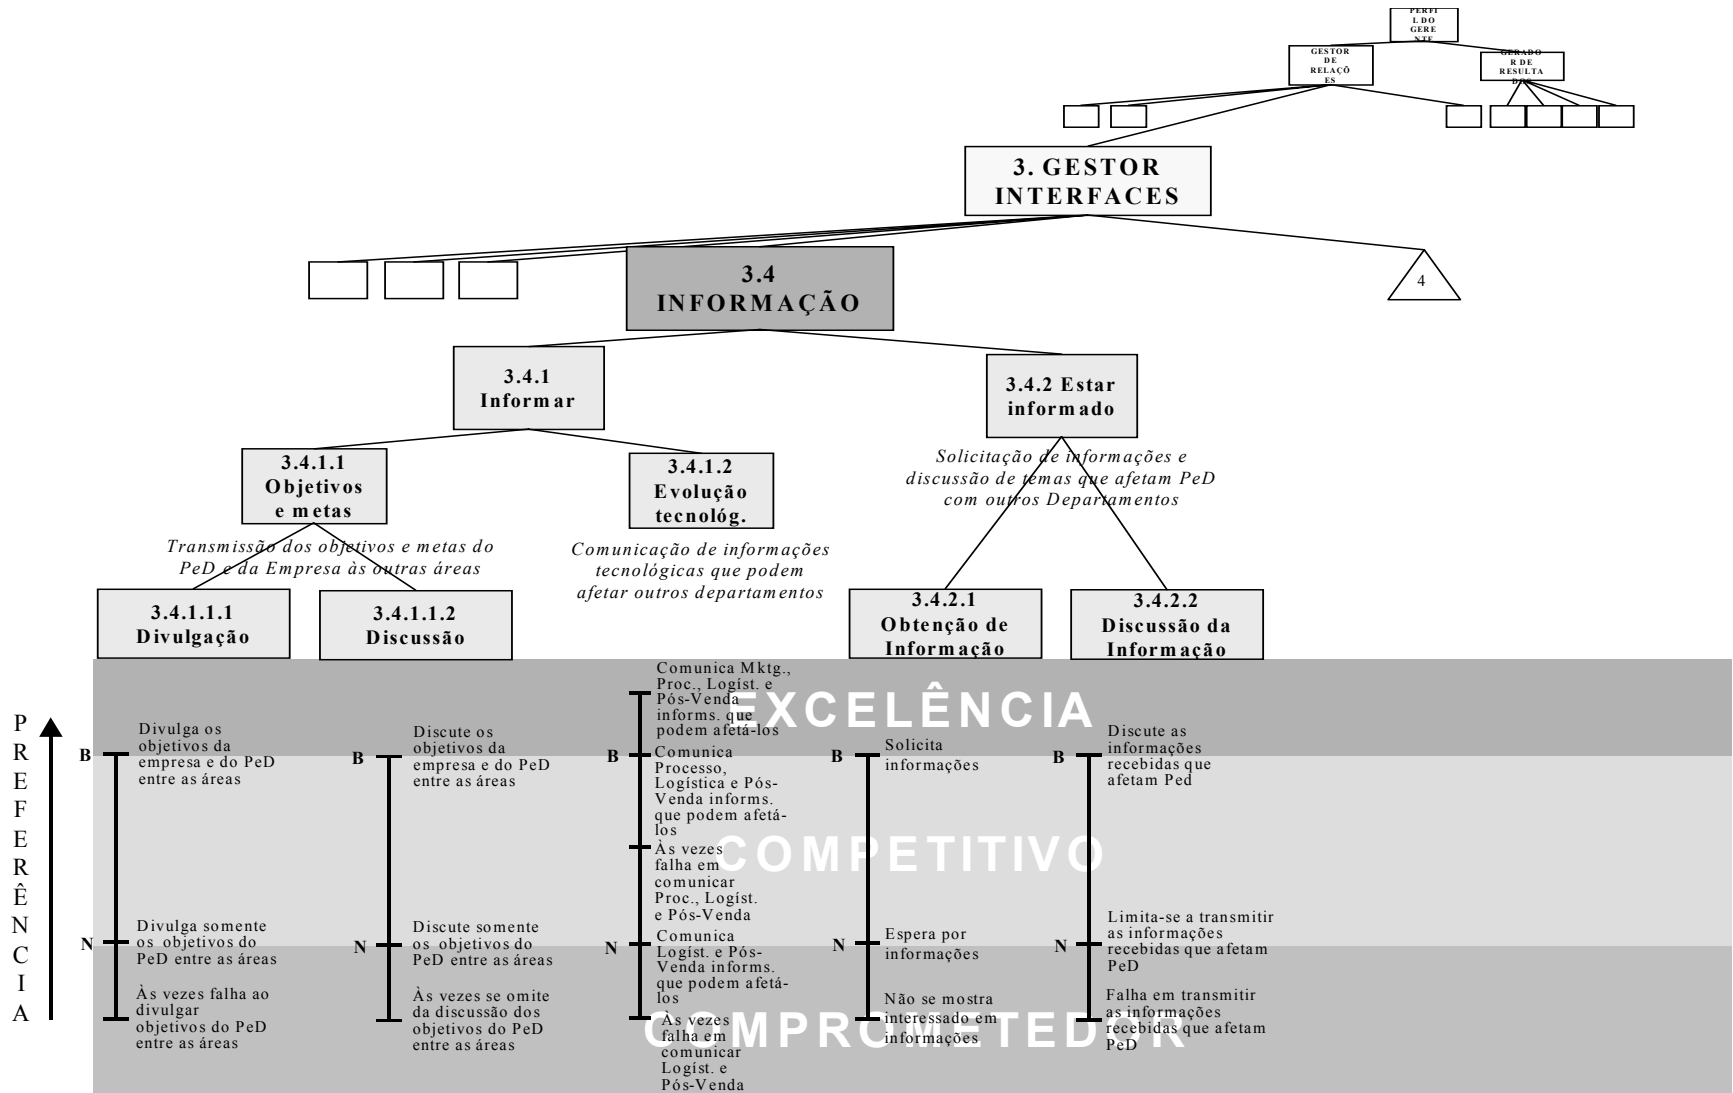 PERFI
L DO
GERE
NTE
GESTOR
DE
RELAÇÕ
ES
GERADO
R DE
RESULTA
DOS
3. GESTOR
INTERFACES
3.4
INFORMAÇÃO
4
3.4.1
Informar
3.4.2 Estar
informado
3.4.1.1
Objetivos
e metas
3.4.1.2
Evolução
tecnológ.
Solicitação de informações e
discussão de temas que afetam PeD
com outros Departamentos
Transmissão dos objetivos e metas do
PeD e da Empresa às outras áreas
Comunicação de informações
tecnológicas que podem
afetar outros departamentos
3.4.1.1.1
Divulgação
3.4.1.1.2
Discussão
3.4.2.1
Obtenção de
Informação
3.4.2.2
Discussão da
Informação
EXCELÊNCIA
COMPETITIVO
COMPROMETEDOR
P
R
E
F
E
R
Ê
N
C
I
A
B
Divulga os
objetivos da
empresa e do PeD
entre as áreas
N
Divulga somente
os objetivos do
PeD entre as áreas
Às vezes falha ao
divulgar
objetivos do PeD
entre as áreas
B
Discute os
objetivos da
empresa e do PeD
entre as áreas
N
Discute somente
os objetivos do
PeD entre as áreas
Às vezes se omite
da discussão dos
objetivos do PeD
entre as áreas
Comunica Mktg.,
Proc., Logíst. e
Pós-Venda
informs. que
podem afetá-los
B
Comunica
Processo,
Logística e Pós-
Venda informs.
que podem afetá-
los
Às vezes
falha em
comunicar
Proc., Logíst.
e Pós-Venda
N
Comunica
Logíst. e Pós-
Venda informs.
que podem afetá-
los
Às vezes
falha em
comunicar
Logíst. e
Pós-Venda
B
Solicita
informações
N
Espera por
informações
Não se mostra
interessado em
informações
B
Discute as
informações
recebidas que
afetam Ped
N
Limita-se a transmitir
as informações
recebidas que afetam
PeD
Falha em transmitir
as informações
recebidas que afetam
PeD